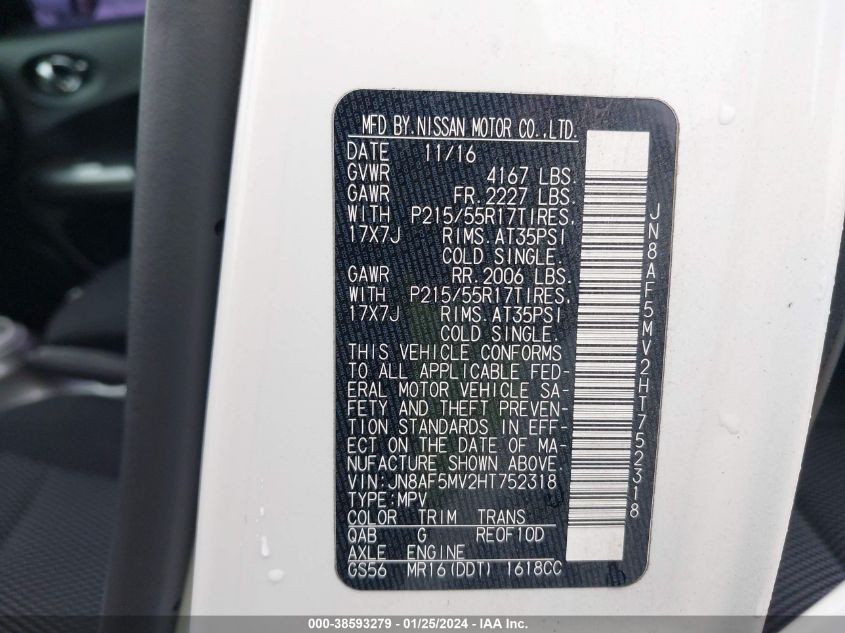 MFD BY.NISSAN MOTOR CO.,LTD.
DATE 11/16
GVWR 4167 LBS.
GAWR FR.2227 LBS.
WITH P215/55R17TIRES,
17X7J RIMS.AT35PSI
COLD SINGLE.
GAWR RR.2006 LBS.
WITH P215/55R17TIRES,
17X7J RIMS.AT35PSI
COLD SINGLE.
THIS VEHICLE CONFORMS
TO ALL APPLICABLE FED-
ERAL MOTOR VEHICLE SA-
FETY AND THEFT PREVEN-
TION STANDARDS IN EFF-
ECT ON THE DATE OF MA-
NUFACTURE SHOWN ABOVE.
VIN:JN8AF5MV2HT752318
TYPE:MPV
COLOR TRIM TRANS
QAB G RE0F10D
AXLE ENGINE
GS56 MR16(DDT) 1618CC
JN8AF5MV2HT752318
000-38593279 - 01/25/2024 - IAA Inc.